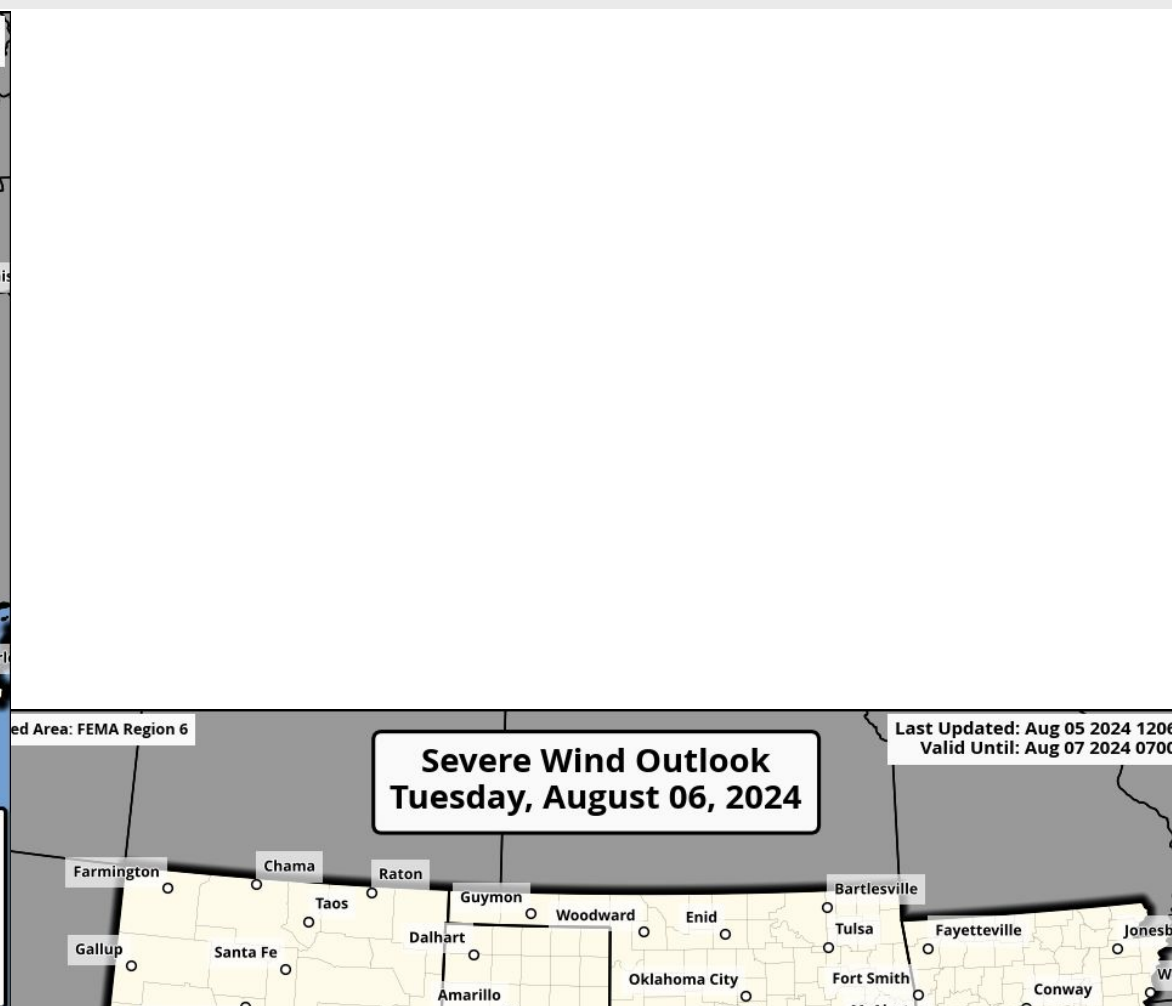 ed Area: FEMA Region 6
Severe Wind Outlook
Tuesday, August 06, 2024
Last Updated: Aug 05 2024 1206
Valid Until: Aug 07 2024 0700
Farmington
Chama
Raton
Taos
Guymon
Woodward
Enid
Bartlesville
Tulsa
Fayetteville
Jonesb
Gallup
Santa Fe
Dalhart
Oklahoma City
Fort Smith
Amarillo
Conway